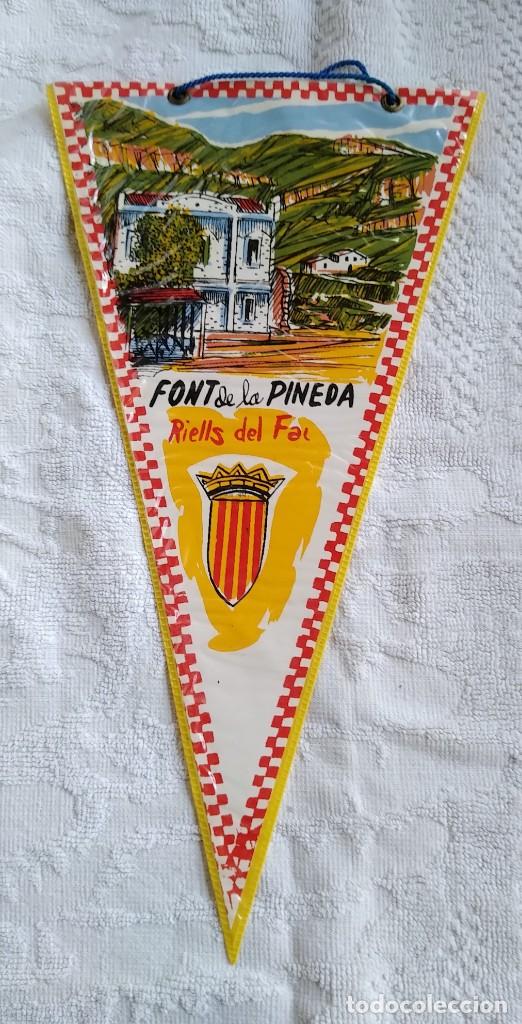 FONT de la PINEDA
Riells del Fai
todocoleccion